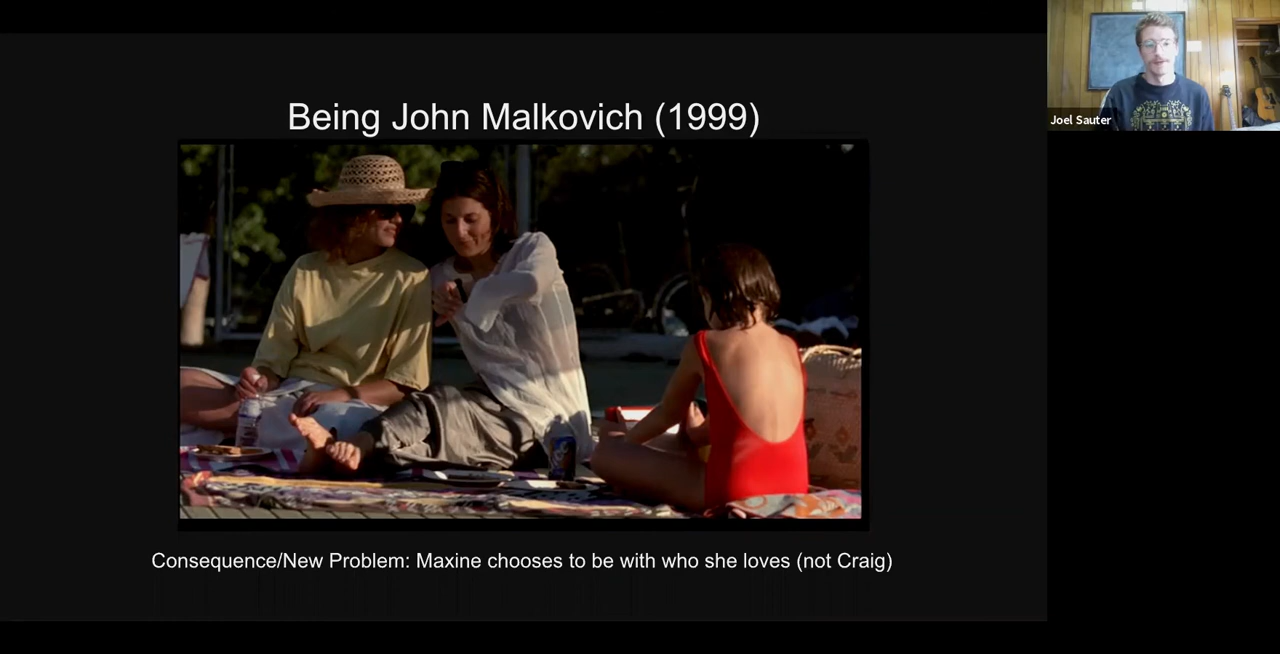 Being John Malkovich (1999)
Joel Sauter
Consequence/New Problem: Maxine chooses to be with who she loves (not Craig)